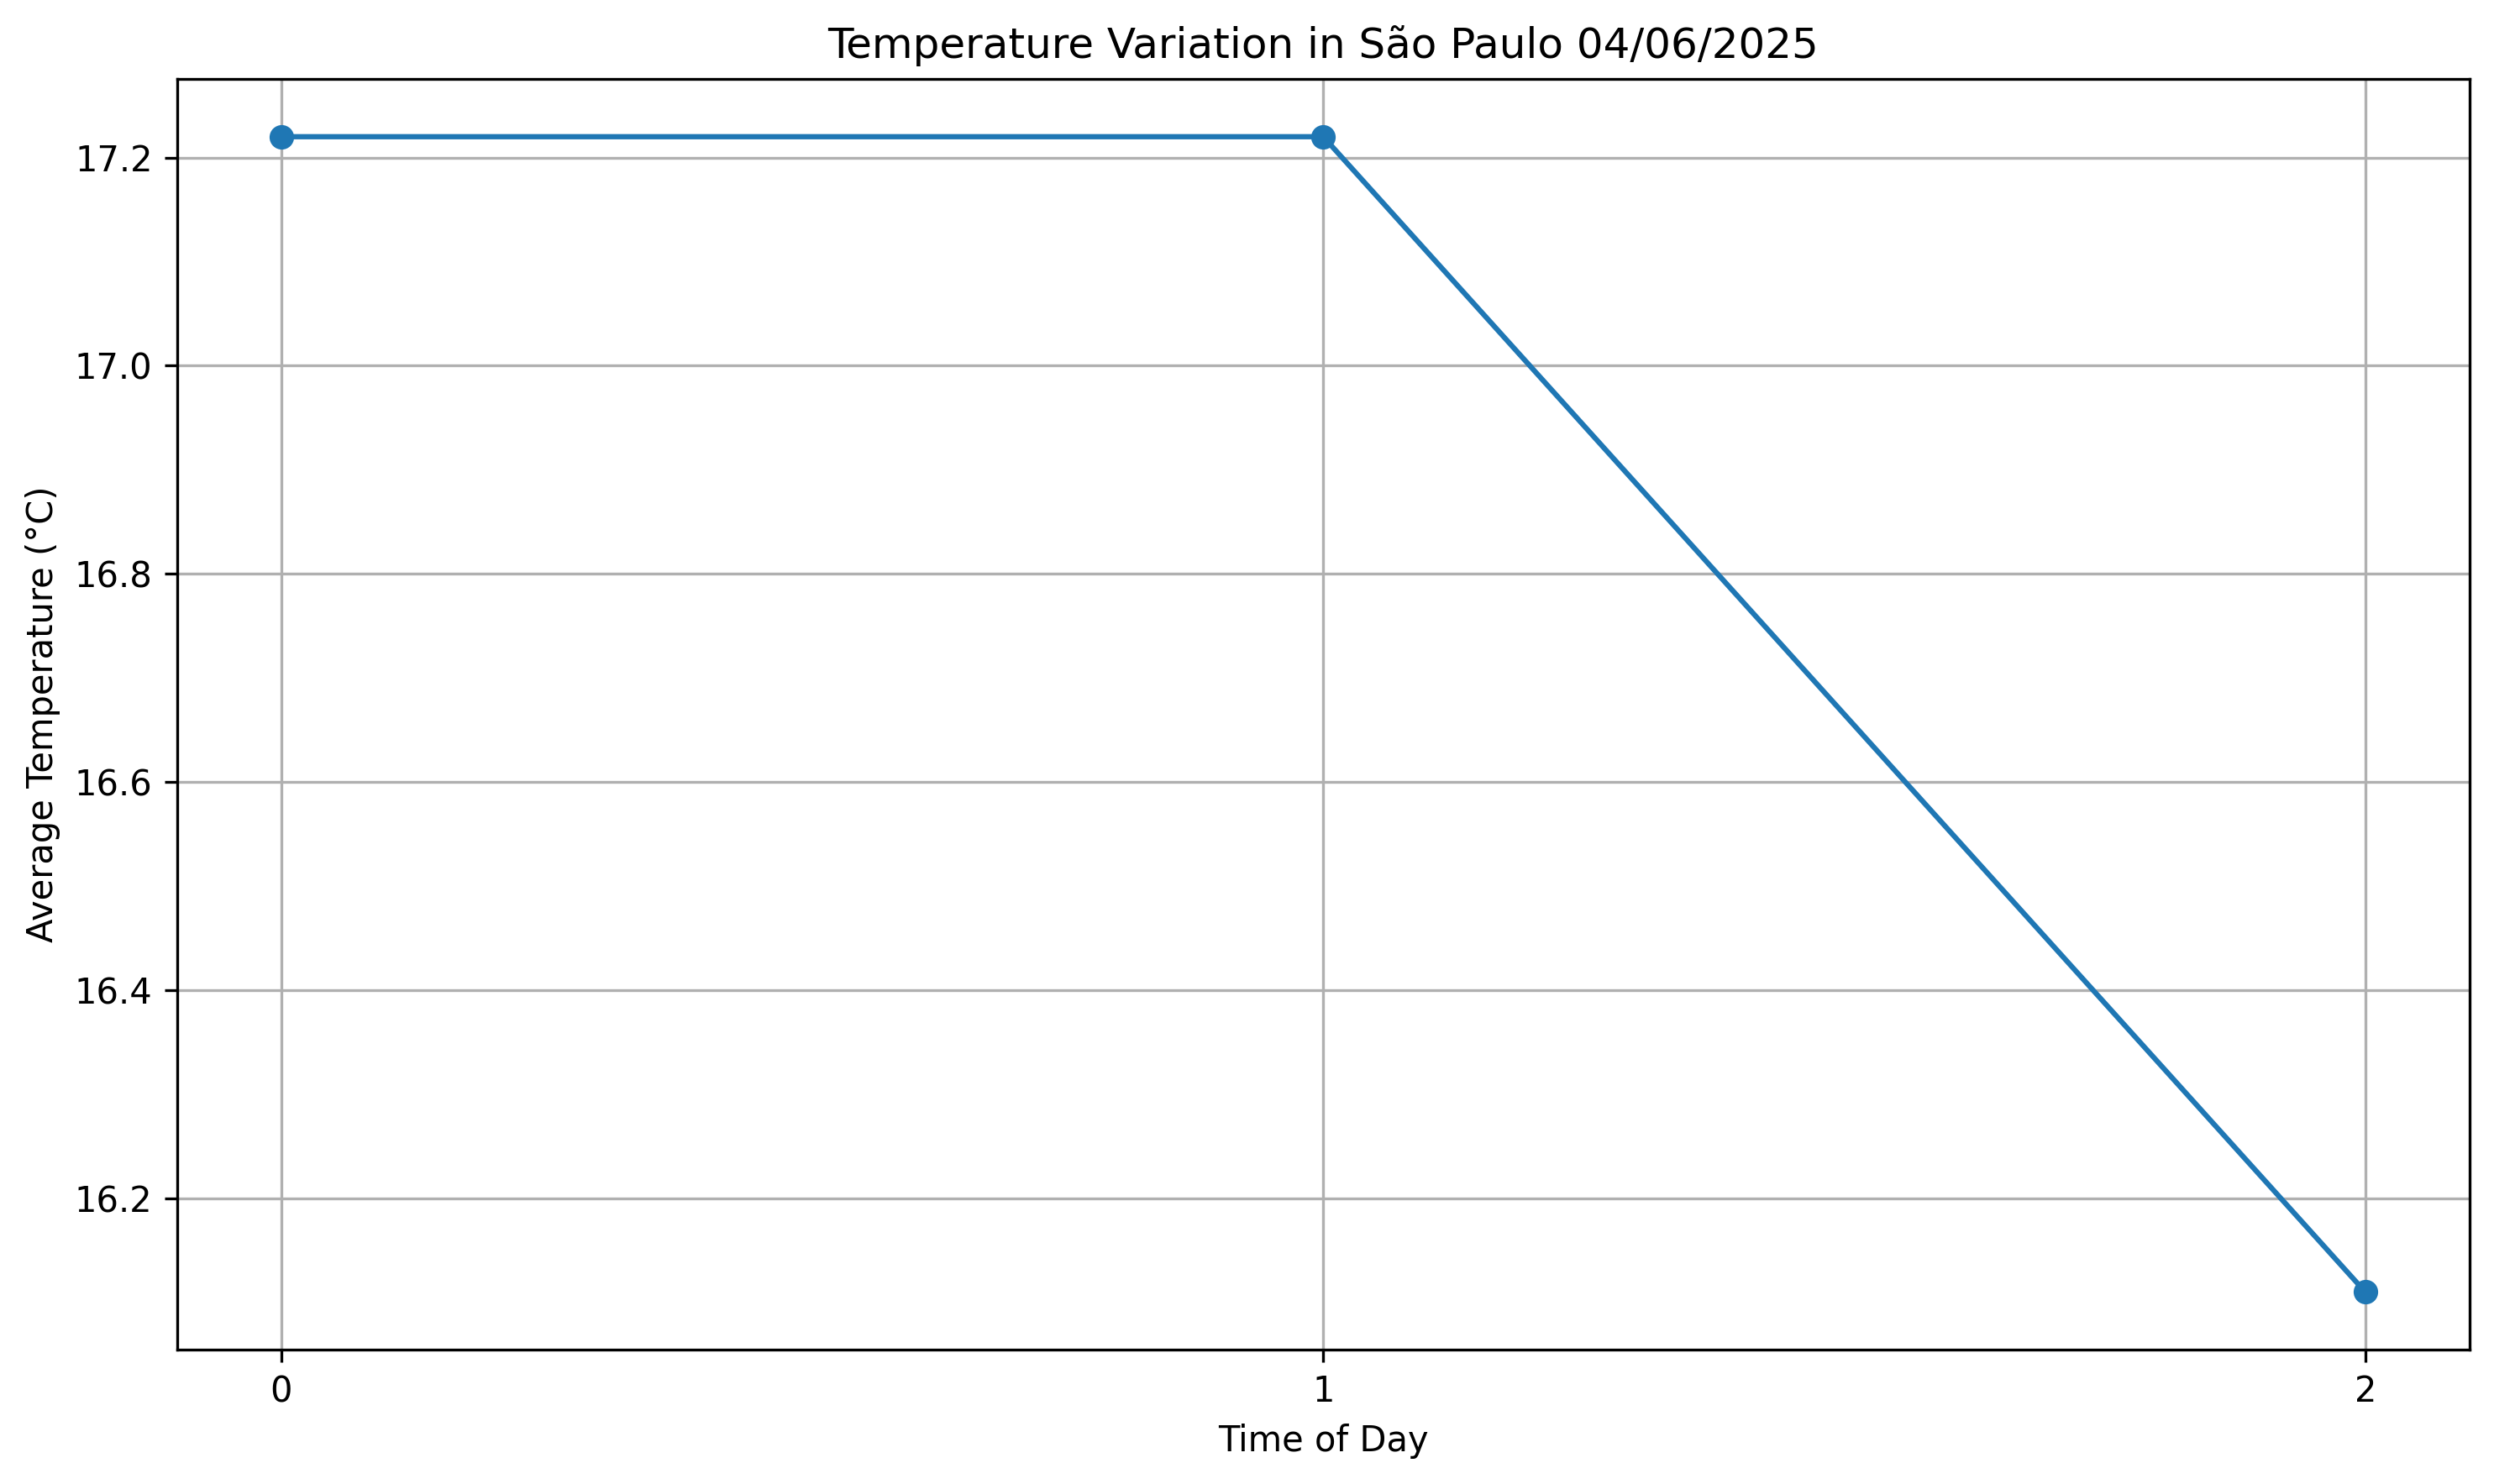 Temperature Variation in São Paulo 04/06/2025
17.2
17.0
16.8
16.6
16.4
16.2
Average Temperature (°C)
0 1 2
Time of Day